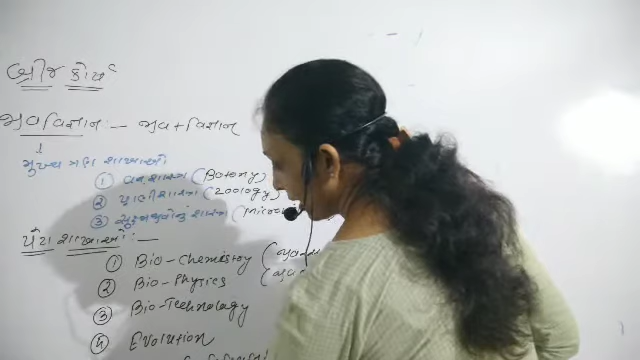 બ્રીજ કોર્ષ
જીવવિજ્ઞાન :- જીવ + વિજ્ઞાન
↓
મુખ્ય ત્રણ શાખાઓ
① વનસ્પતિશાસ્ત્ર (Botony)
② પ્રાણીશાસ્ત્ર (Zoology)
③ સૂક્ષ્મજીવોનું શાસ્ત્ર (Micro
પેટા શાખાઓ :-
① Bio-Chemistry (જીવ
② Bio-Physics (જીવ
③ Bio-Technology
④ Evolution